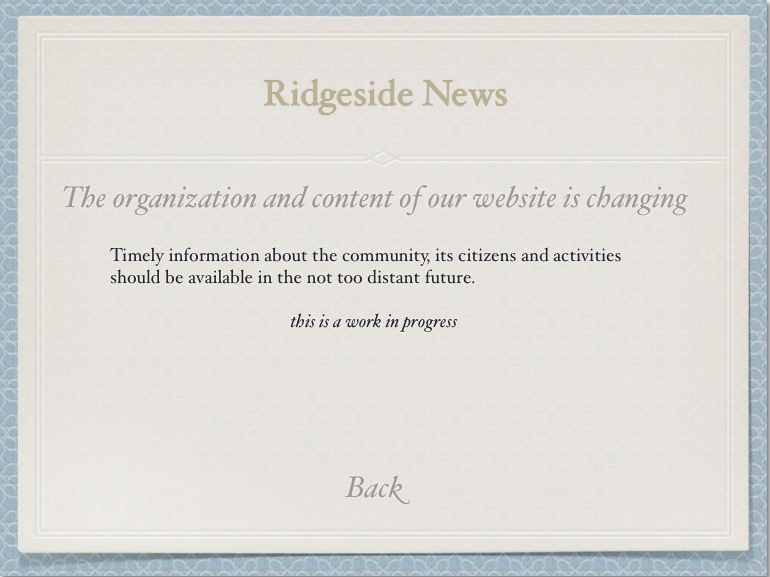 Ridgeside News
The organization and content of our website is changing
Timely information about the community, its citizens and activities
should be available in the not too distant future.
this is a work in progress
Back